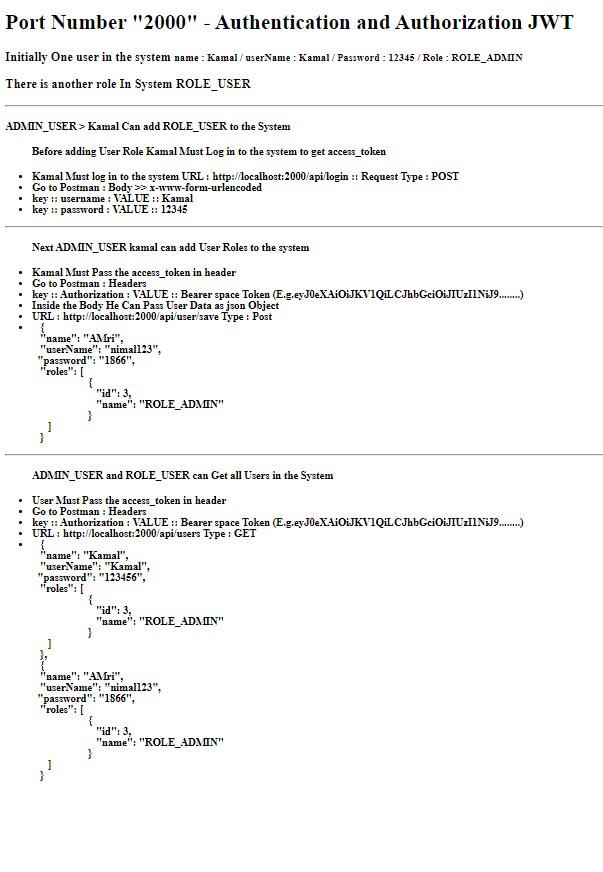 Port Number "2000" - Authentication and Authorization JWT
Initially One user in the system name : Kamal / userName : Kamal / Password : 12345 / Role : ROLE_ADMIN
There is another role In System ROLE_USER
ADMIN_USER > Kamal Can add ROLE_USER to the System
Before adding User Role Kamal Must Log in to the system to get access_token
• Kamal Must log in to the system URL : http://localhost:2000/api/login :: Request Type : POST
• Go to Postman : Body >> x-www-form-urlencoded
• key :: username : VALUE :: Kamal
• key :: password : VALUE :: 12345
Next ADMIN_USER kamal can add User Roles to the system
• Kamal Must Pass the access_token in header
• Go to Postman : Headers
• key :: Authorization : VALUE :: Bearer space Token (E.g.eyJ0eXAiOiJKV1QiLCJhbGciOiJIUzI1NiJ9........)
• Inside the Body He Can Pass User Data as json Object
• URL : http://localhost:2000/api/user/save Type : Post
• {
"name": "AMri",
"userName": "nimal123",
"password": "1866",
"roles": [
{
"id": 3,
"name": "ROLE_ADMIN"
}
]
}
ADMIN_USER and ROLE_USER can Get all Users in the System
• User Must Pass the access_token in header
• Go to Postman : Headers
• key :: Authorization : VALUE :: Bearer space Token (E.g.eyJ0eXAiOiJKV1QiLCJhbGciOiJIUzI1NiJ9........)
• URL : http://localhost:2000/api/users Type : GET
• {
"name": "Kamal",
"userName": "Kamal",
"password": "123456",
"roles": [
{
"id": 3,
"name": "ROLE_ADMIN"
}
]
},
{
"name": "AMri",
"userName": "nimal123",
"password": "1866",
"roles": [
{
"id": 3,
"name": "ROLE_ADMIN"
}
]
}